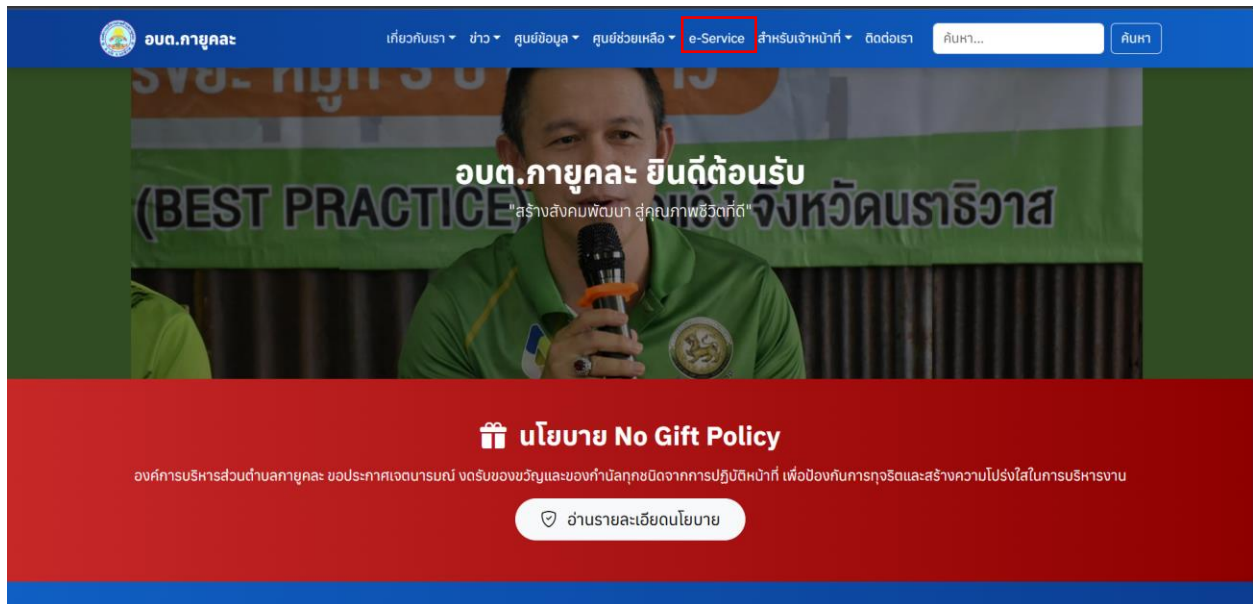 อบต.กายูคละ
เกี่ยวกับเรา ข่าว ศูนย์ข้อมูล ศูนย์ช่วยเหลือ e-Service สำหรับเจ้าหน้าที่ ติดต่อเรา ค้นหา... ค้นหา
อบต.กายูคละ ยินดีต้อนรับ
"สร้างสังคมพัฒนา สู่คุณภาพชีวิตที่ดี"
(BEST PRACTICE) จังหวัดนราธิวาส
นโยบาย No Gift Policy
องค์การบริหารส่วนตำบลกายูคละ ขอประกาศเจตนารมณ์ งดรับของขวัญและของกำนัลทุกชนิดจากการปฏิบัติหน้าที่ เพื่อป้องกันการทุจริตและสร้างความโปร่งใสในการบริหารงาน
อ่านรายละเอียดนโยบาย